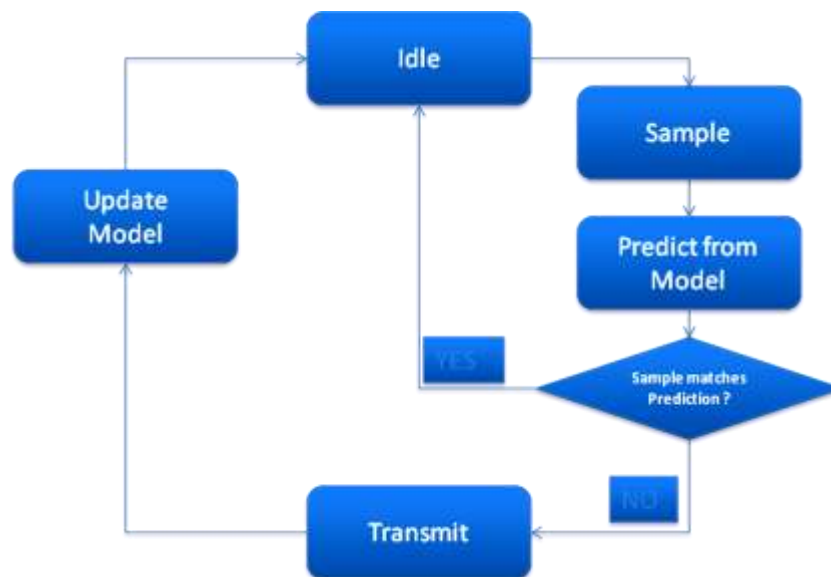 Idle
Sample
Update
Model
Predict from
Model
YES
Sample matches
Prediction ?
NO
Transmit